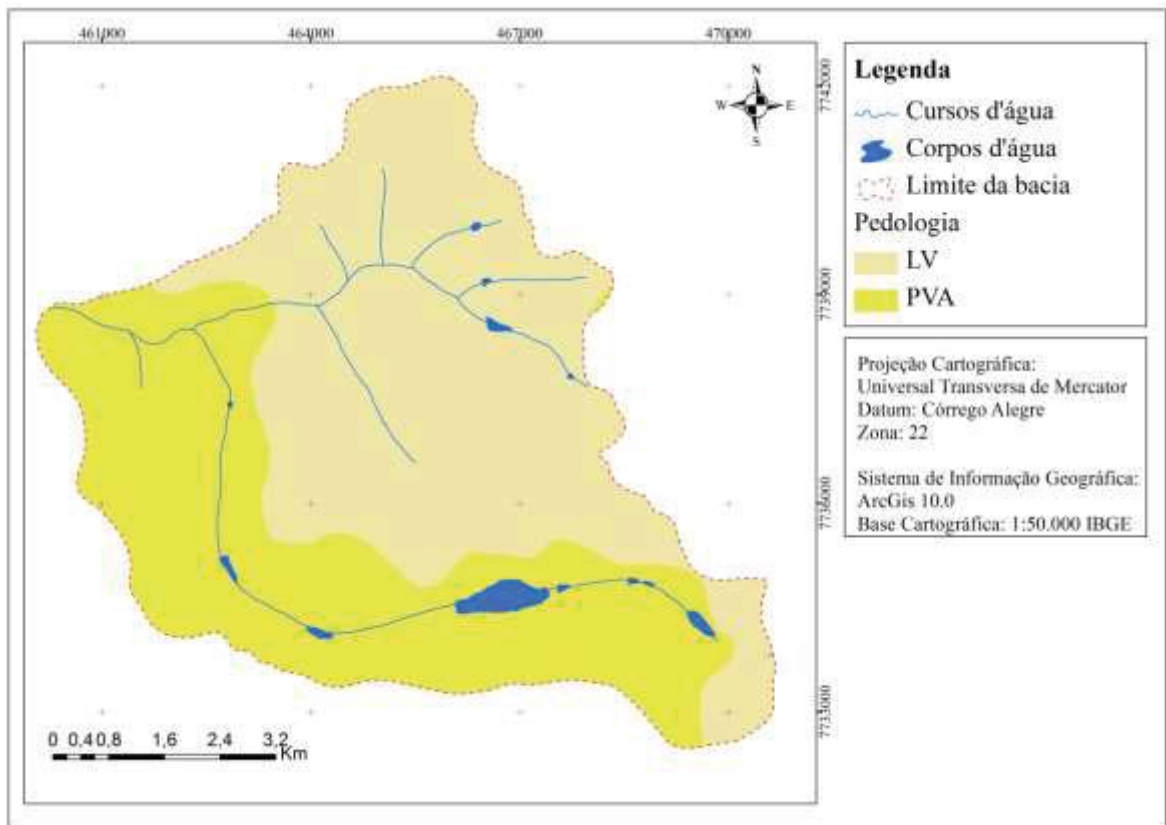 461000 464000 467000 470000
N
W E
S
7742000
7739000
7736000
7733000
0 0,4 0,8 1,6 2,4 3,2
Km
Legenda
Cursos d'água
Corpos d'água
Limite da bacia
Pedologia
LV
PVA
Projeção Cartográfica:
Universal Transversa de Mercator
Datum: Córrego Alegre
Zona: 22
Sistema de Informação Geográfica:
ArcGis 10.0
Base Cartográfica: 1:50.000 IBGE